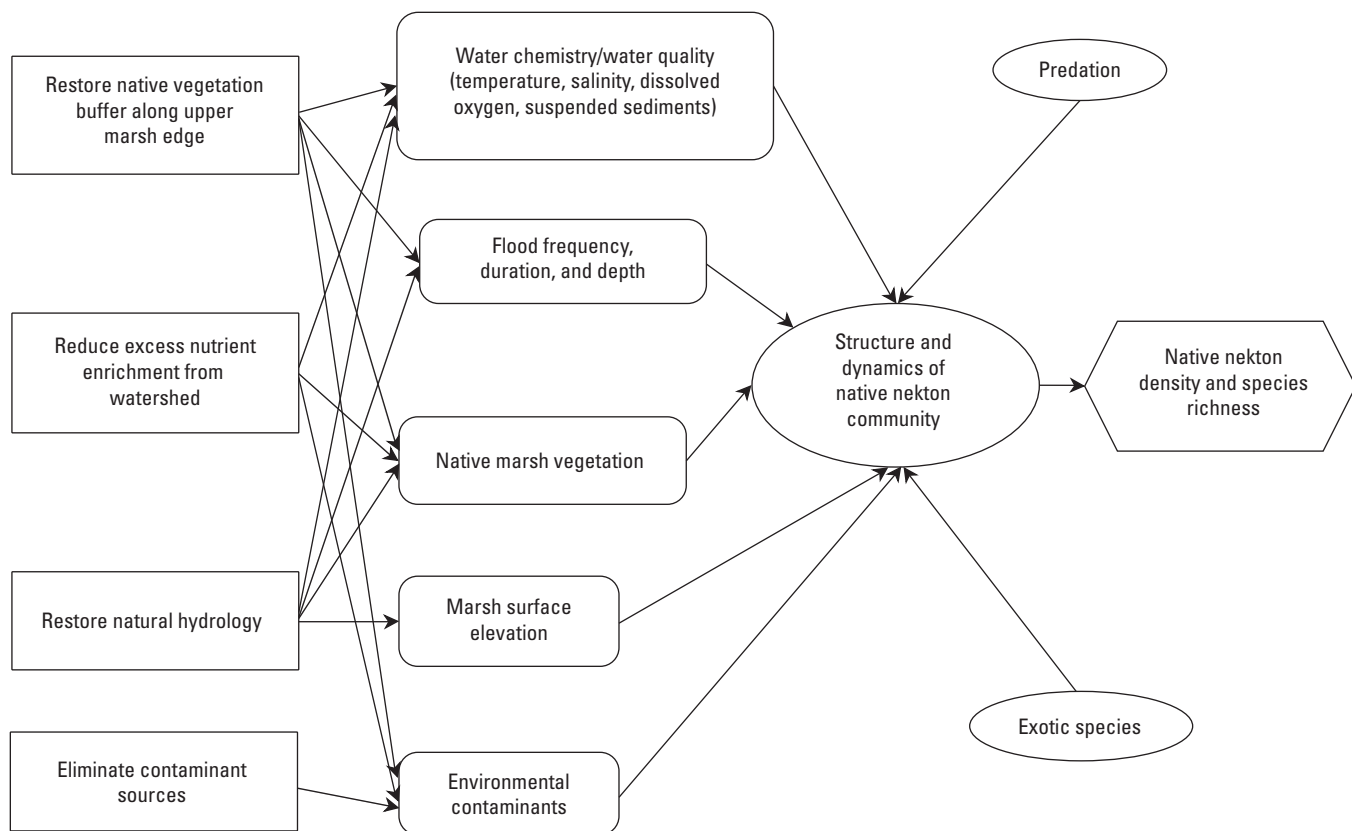 Restore native vegetation
buffer along upper
marsh edge
Reduce excess nutrient
enrichment from
watershed
Restore natural hydrology
Eliminate contaminant
sources
Water chemistry/water quality
(temperature, salinity, dissolved
oxygen, suspended sediments)
Flood frequency,
duration, and depth
Native marsh vegetation
Marsh surface
elevation
Environmental
contaminants
Predation
Structure and
dynamics of
native nekton
community
Exotic species
Native nekton
density and species
richness